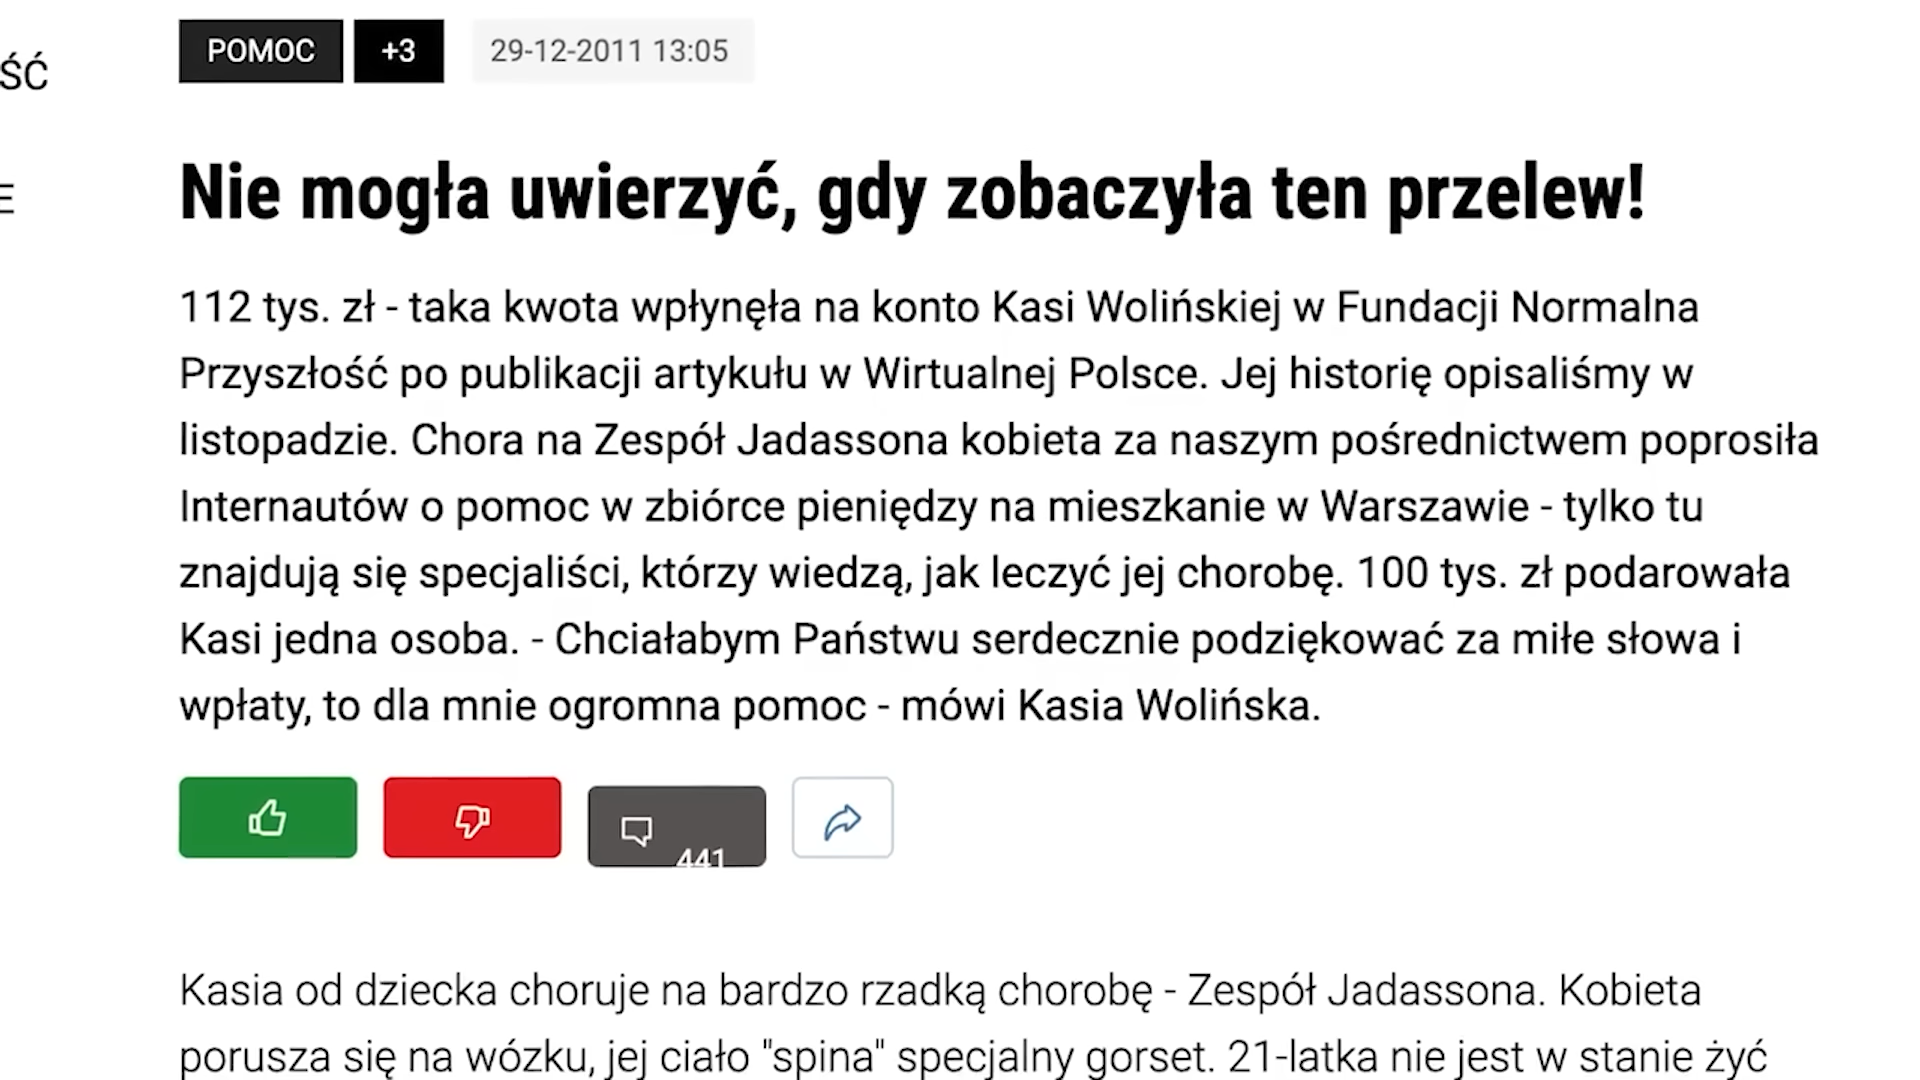 ŚĆ
E
POMOC +3 29-12-2011 13:05
Nie mogła uwierzyć, gdy zobaczyła ten przelew!
112 tys. zł - taka kwota wpłynęła na konto Kasi Wolińskiej w Fundacji Normalna
Przyszłość po publikacji artykułu w Wirtualnej Polsce. Jej historię opisaliśmy w
listopadzie. Chora na Zespół Jadassona kobieta za naszym pośrednictwem poprosiła
Internautów o pomoc w zbiórce pieniędzy na mieszkanie w Warszawie - tylko tu
znajdują się specjaliści, którzy wiedzą, jak leczyć jej chorobę. 100 tys. zł podarowała
Kasi jedna osoba. - Chciałabym Państwu serdecznie podziękować za miłe słowa i
wpłaty, to dla mnie ogromna pomoc - mówi Kasia Wolińska.
441
Kasia od dziecka choruje na bardzo rzadką chorobę - Zespół Jadassona. Kobieta
porusza się na wózku, jej ciało "spina" specjalny gorset. 21-latka nie jest w stanie żyć